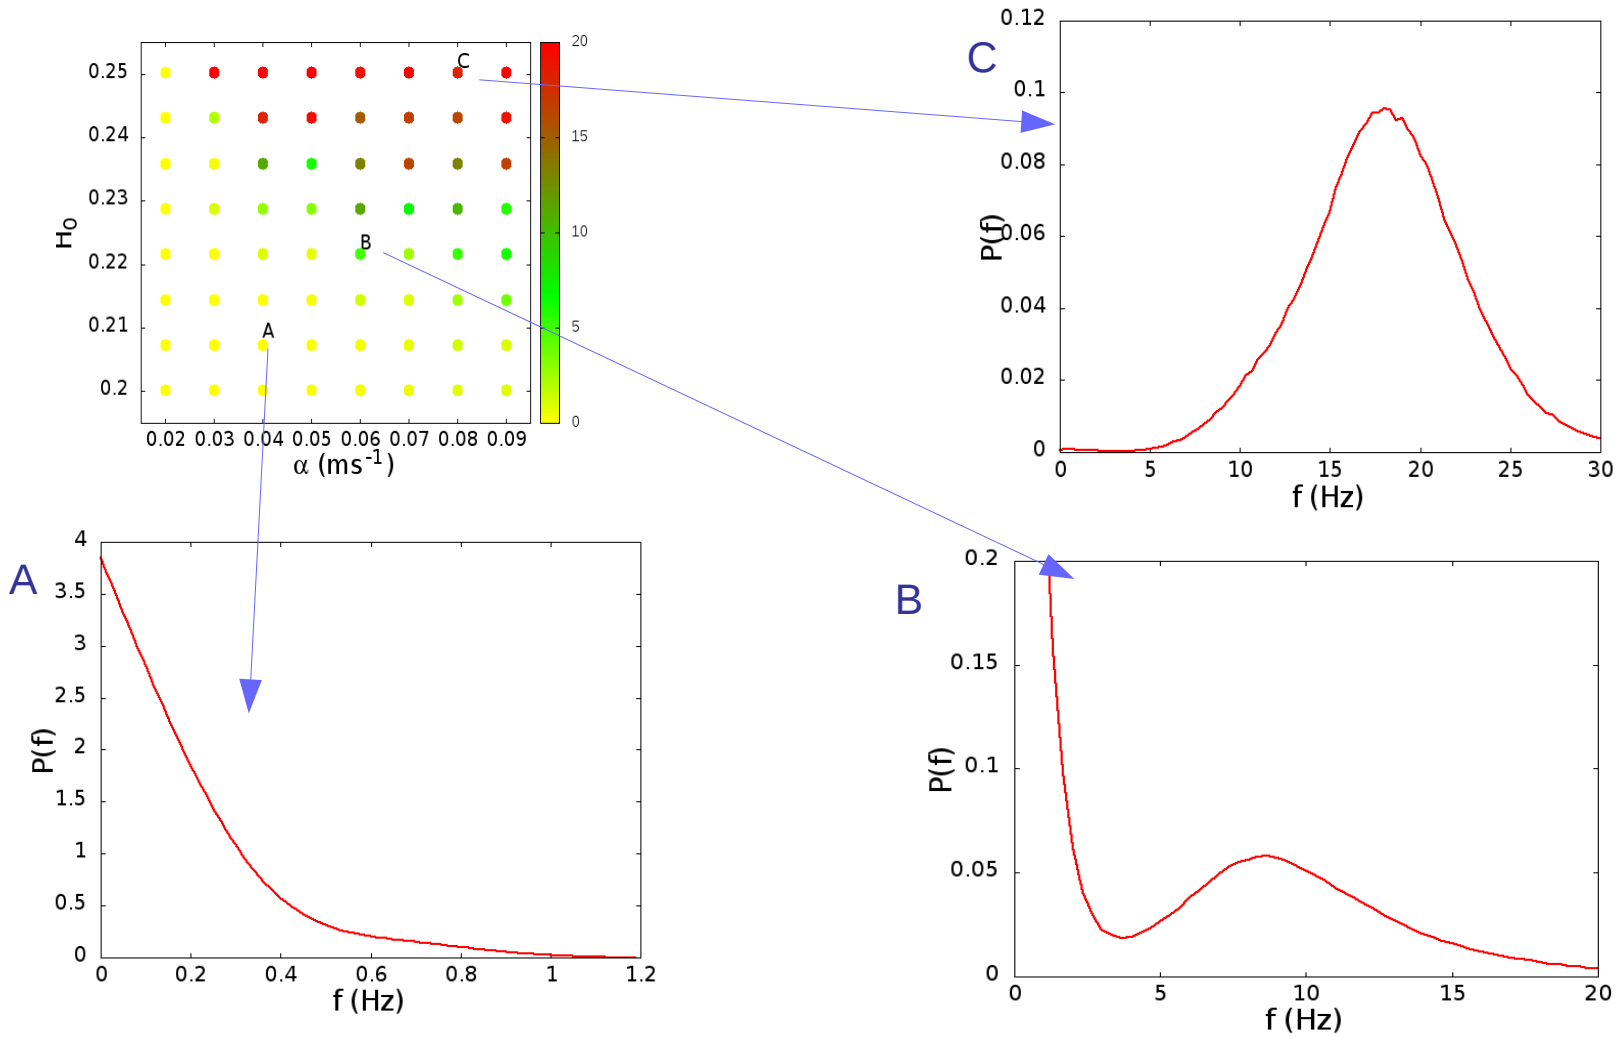 C
20
15
10
5
0
0.25
0.24
0.23
0.22
0.21
0.2
H0
C
B
A
0.02 0.03 0.04 0.05 0.06 0.07 0.08 0.09
α (ms-1)
C
0.12
0.1
0.08
0.06
0.04
0.02
0
P(f)
0 5 10 15 20 25 30
f (Hz)
A
4
3.5
3
2.5
2
1.5
1
0.5
0
P(f)
0 0.2 0.4 0.6 0.8 1 1.2
f (Hz)
B
0.2
0.15
0.1
0.05
0
P(f)
0 5 10 15 20
f (Hz)